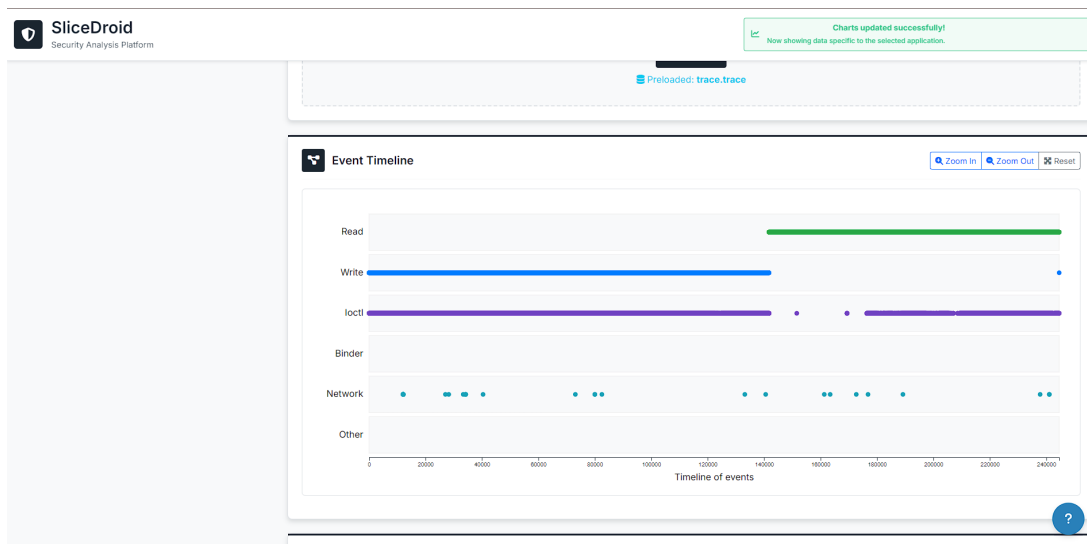 SliceDroid
Security Analysis Platform
Charts updated successfully!
Now showing data specific to the selected application.
Preloaded: trace.trace
Event Timeline
Zoom In
Zoom Out
Reset
Read
Write
Ioctl
Binder
Network
Other
0 20000 40000 60000 80000 100000 120000 140000 160000 180000 200000 220000 240000
Timeline of events
?